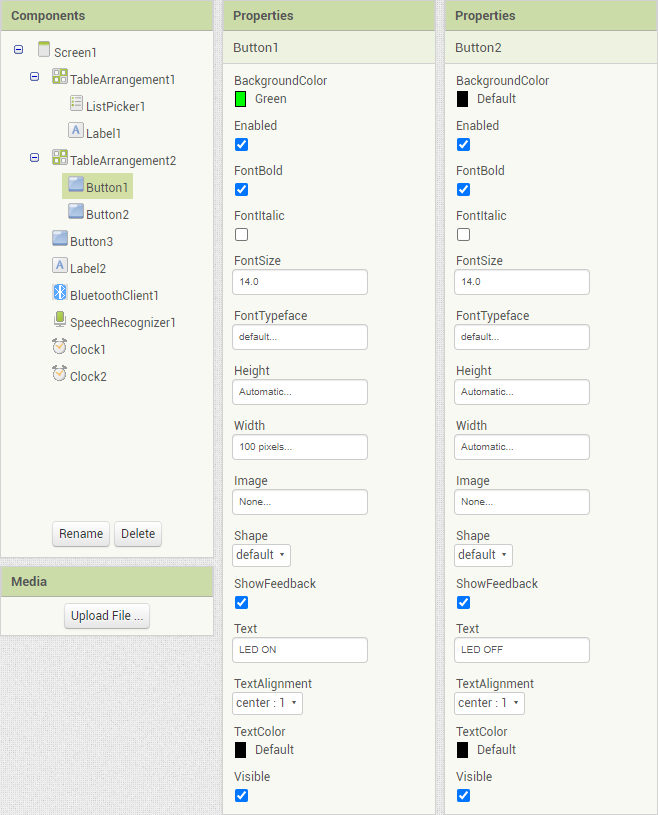 Components
Screen1
TableArrangement1
ListPicker1
A Label1
TableArrangement2
Button1
Button2
Button3
A Label2
BluetoothClient1
SpeechRecognizer1
Clock1
Clock2
Rename Delete
Media
Upload File ...
Properties
Button1
BackgroundColor
Green
Enabled
FontBold
FontItalic
FontSize
14.0
FontTypeface
default...
Height
Automatic...
Width
100 pixels...
Image
None...
Shape
default
ShowFeedback
Text
LED ON
TextAlignment
center : 1
TextColor
Default
Visible
Properties
Button2
BackgroundColor
Default
Enabled
FontBold
FontItalic
FontSize
14.0
FontTypeface
default...
Height
Automatic...
Width
Automatic...
Image
None...
Shape
default
ShowFeedback
Text
LED OFF
TextAlignment
center : 1
TextColor
Default
Visible